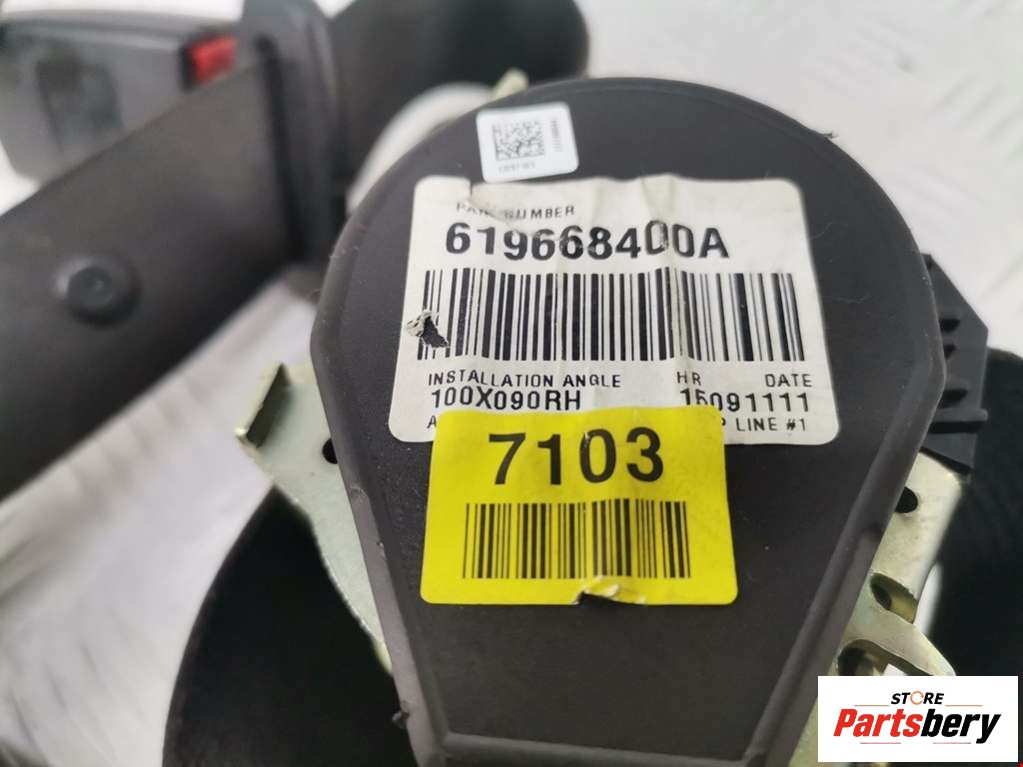 PART NUMBER
619668400A
INSTALLATION ANGLE HR DATE
100X090RH 15091111
LINE #1
7103
STORE
Partsbery